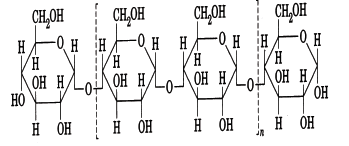 CH₂OH CH₂OH CH₂OH CH₂OH
O O O O
H H H H H H H H
H H H H
OH H OH H OH H OH H
HO O O O OH
H OH H OH H OH H OH
n